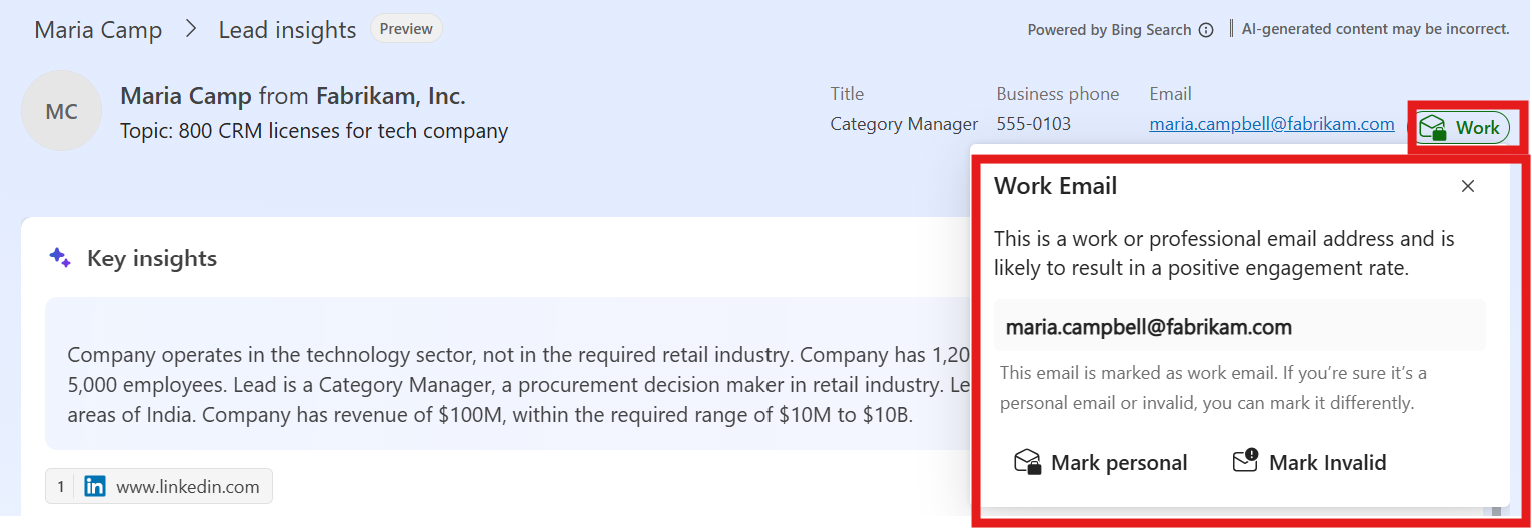 Maria Camp > Lead insights Preview
Powered by Bing Search
AI-generated content may be incorrect.
MC
Maria Camp from Fabrikam, Inc.
Topic: 800 CRM licenses for tech company
Title
Category Manager
Business phone
555-0103
Email
maria.campbell@fabrikam.com
Work
Key insights
Company operates in the technology sector, not in the required retail industry. Company has 1,20
5,000 employees. Lead is a Category Manager, a procurement decision maker in retail industry. Le
areas of India. Company has revenue of $100M, within the required range of $10M to $10B.
1 www.linkedin.com
Work Email
This is a work or professional email address and is
likely to result in a positive engagement rate.
maria.campbell@fabrikam.com
This email is marked as work email. If you’re sure it’s a
personal email or invalid, you can mark it differently.
Mark personal
Mark Invalid